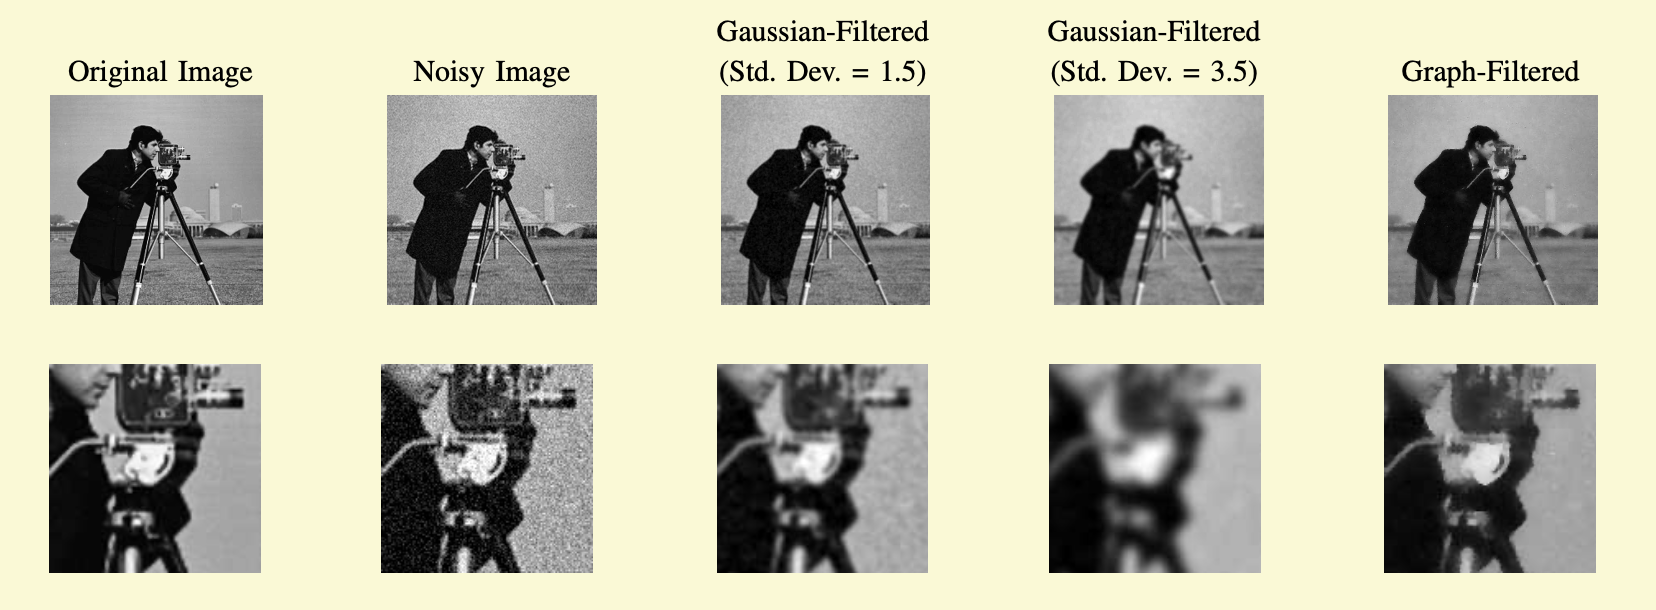 Original Image
Noisy Image
Gaussian-Filtered
(Std. Dev. = 1.5)
Gaussian-Filtered
(Std. Dev. = 3.5)
Graph-Filtered